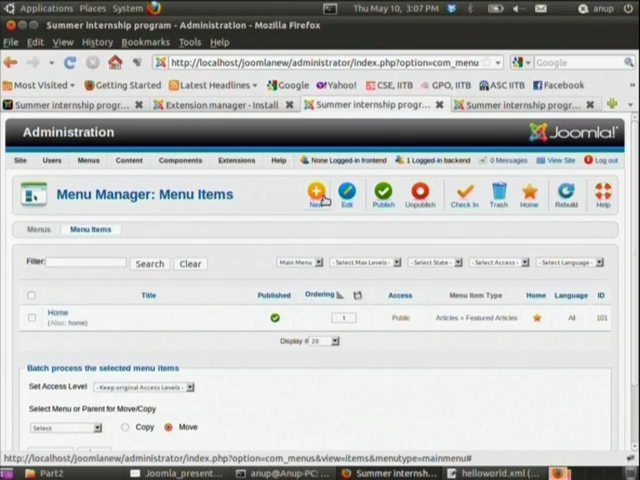 Applications Places System Thu May 10, 3:07 PM anup
Summer internship program - Administration - Mozilla Firefox
File Edit View History Bookmarks Tools Help
http://localhost/joomlanew/administrator/index.php?option=com_menu Google
Most Visited Getting Started Latest Headlines Google Yahoo! CSE, IITB GPO, IITB ASC IITB Facebook
Summer internship progr... Extension manager - Install Summer internship progr... Summer internship progr...
Administration Joomla!
Site Users Menus Content Components Extensions Help None Logged-in frontend 1 Logged-in backend 0 Messages View Site Log out
Menu Manager: Menu Items New Edit Publish Unpublish Check In Trash Home Rebuild Help
Menus Menu Items
Filter: Search Clear Main Menu - Select Max Levels - - Select State - - Select Access - - Select Language -
Title Published Ordering Access Menu Item Type Home Language ID
Home
(Alias: home) 1 Public Articles » Featured Articles All 101
Display # 20
Batch process the selected menu items
Set Access Level - Keep original Access Levels -
Select Menu or Parent for Move/Copy
Select Copy Move
http://localhost/joomlanew/administrator/index.php?option=com_menus&view=items&menutype=mainmenu#
Part2 Joomla_present... anup@Anup-PC: ... Summer internsh... helloworld.xml (...